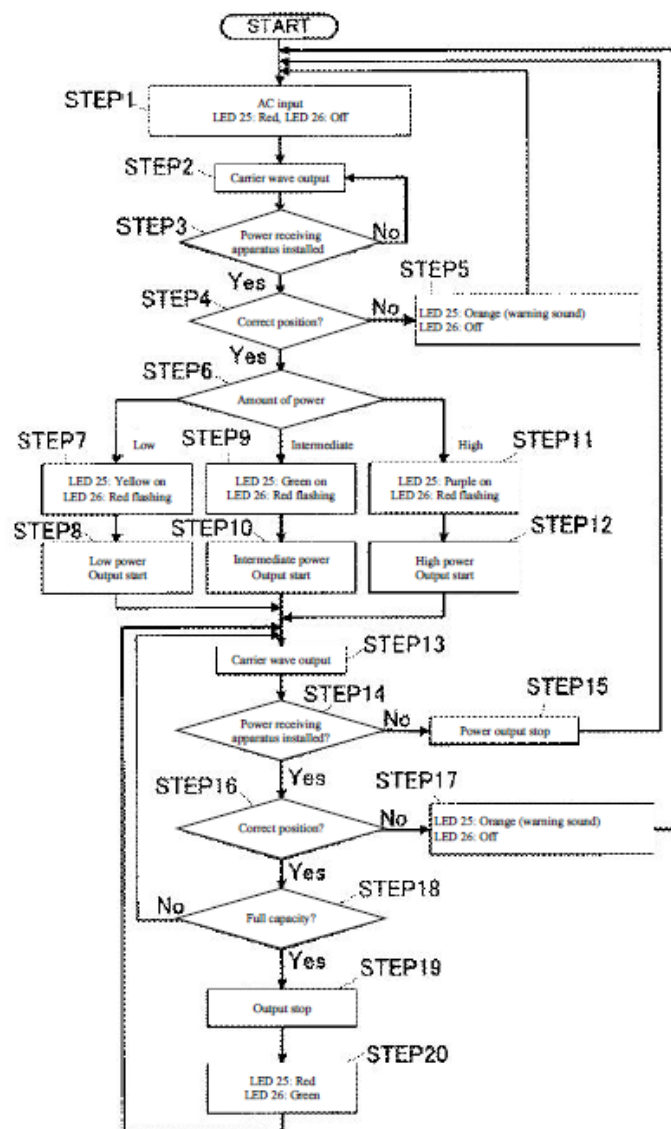 START
STEP1
AC input
LED 25: Red, LED 26: Off
STEP2
Carrier wave output
STEP3
Power receiving
apparatus installed
No
Yes
STEP4
Correct position?
No
STEP5
LED 25: Orange (warning sound)
LED 26: Off
Yes
STEP6
Amount of power
STEP7
Low
STEP9
Intermediate
High
STEP11
LED 25: Yellow on
LED 26: Red flashing
LED 25: Green on
LED 26: Red flashing
LED 25: Purple on
LED 26: Red flashing
STEP8
STEP10
STEP12
Low power
Output start
Intermediate power
Output start
High power
Output start
STEP13
Carrier wave output
STEP14
Power receiving
apparatus installed?
No
STEP15
Power output stop
Yes
STEP16
Correct position?
No
STEP17
LED 25: Orange (warning sound)
LED 26: Off
Yes
STEP18
Full capacity?
No
Yes
STEP19
Output stop
STEP20
LED 25: Red
LED 26: Green